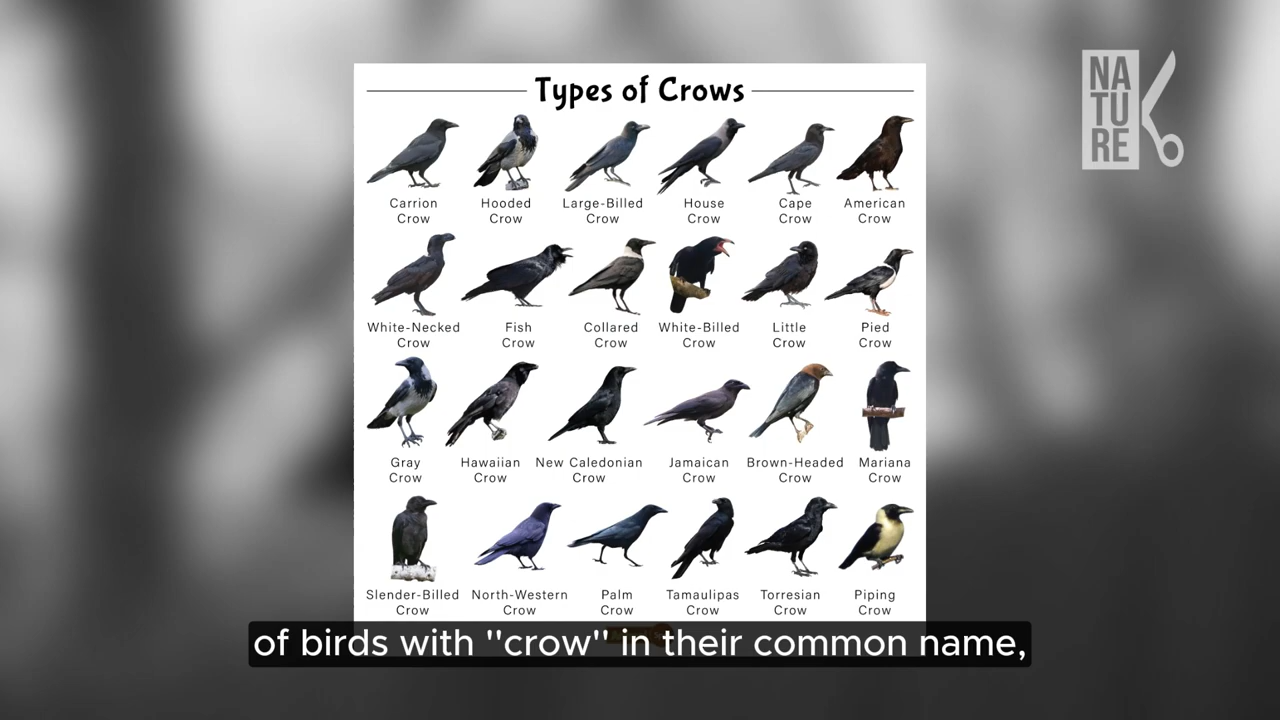 Types of Crows
NA
TU
RE
Carrion Crow
Hooded Crow
Large-Billed Crow
House Crow
Cape Crow
American Crow
White-Necked Crow
Fish Crow
Collared Crow
White-Billed Crow
Little Crow
Pied Crow
Gray Crow
Hawaiian Crow
New Caledonian Crow
Jamaican Crow
Brown-Headed Crow
Mariana Crow
Slender-Billed Crow
North-Western Crow
Palm Crow
Tamaulipas Crow
Torresian Crow
Piping Crow
of birds with "crow" in their common name,